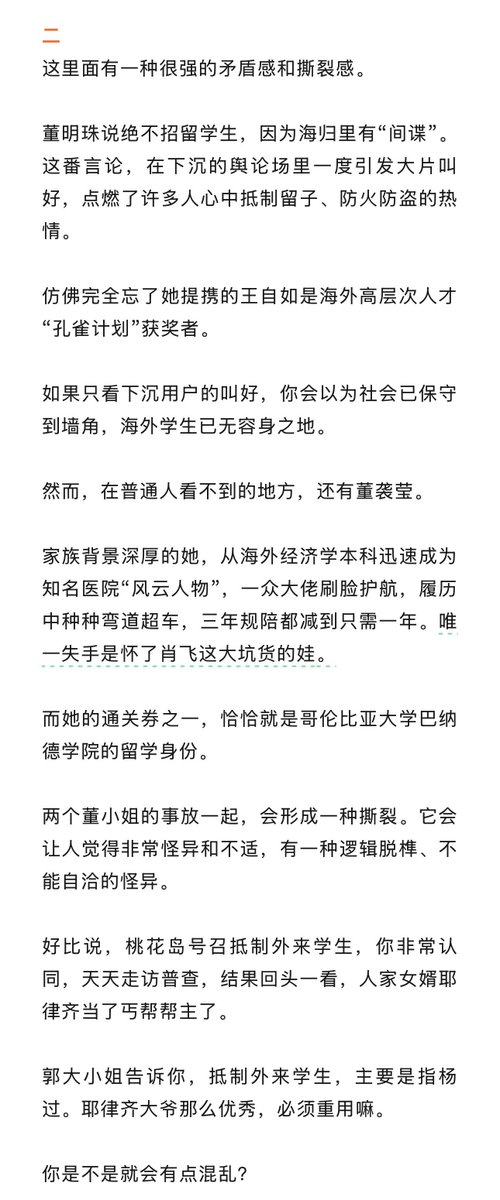 二
这里面有一种很强的矛盾感和撕裂感。
董明珠说绝不招留学生，因为海归里有“间谍”。
这番言论，在下沉的舆论场里一度引发大片叫
好，点燃了许多人心中抵制留子、防火防盗的热
情。
仿佛完全忘了她提携的王自如是海外高层次人才
“孔雀计划”获奖者。
如果只看下沉用户的叫好，你会以为社会已保守
到墙角，海外学生已无容身之地。
然而，在普通人看不到的地方，还有董袭莹。
家族背景深厚的她，从海外经济学本科迅速成为
知名医院“风云人物”，一众大佬刷脸护航，履历
中种种弯道超车，三年规陪都减到只需一年。唯
一失手是怀了肖飞这大坑货的娃。
而她的通关券之一，恰恰就是哥伦比亚大学巴纳
德学院的留学身份。
两个董小姐的事放一起，会形成一种撕裂。它会
让人觉得非常怪异和不适，有一种逻辑脱榫、不
能自洽的怪异。
好比说，桃花岛号召抵制外来学生，你非常认
同，天天走访普查，结果回头一看，人家女婿耶
律齐当了丐帮帮主了。
郭大小姐告诉你，抵制外来学生，主要是指杨
过。耶律齐大爷那么优秀，必须重用嘛。
你是不是就会有点混乱？